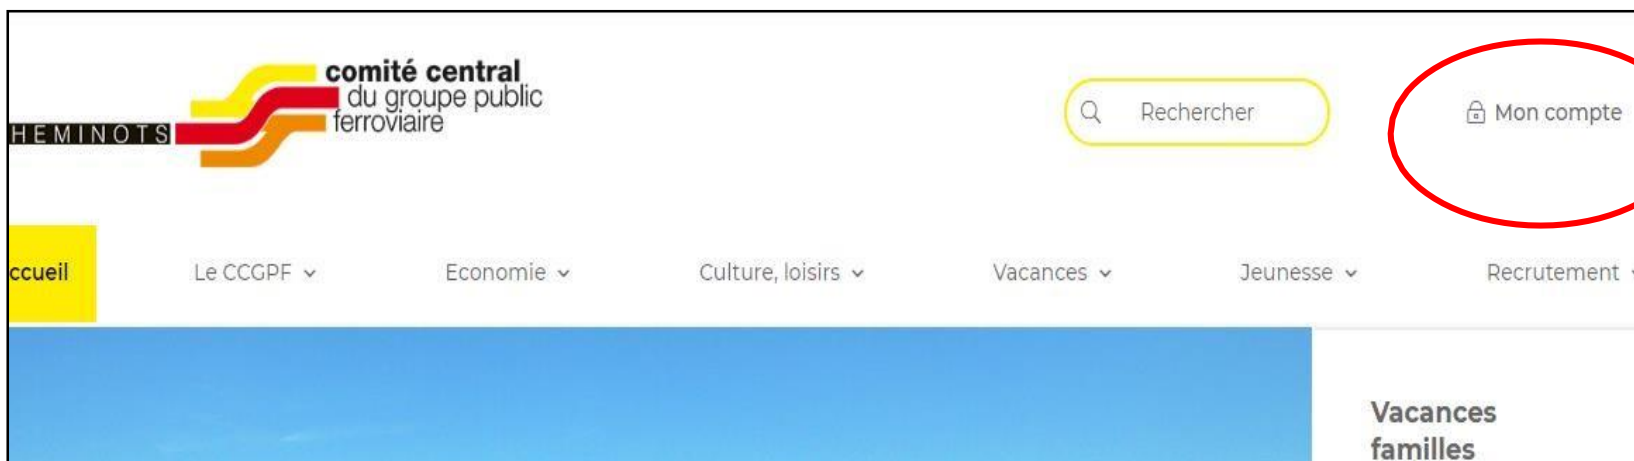 HEMINOTS
comité central
du groupe public
ferroviaire
Rechercher
Mon compte
ccueil
Le CCGPF
Economie
Culture, loisirs
Vacances
Jeunesse
Recrutement
Vacances
familles